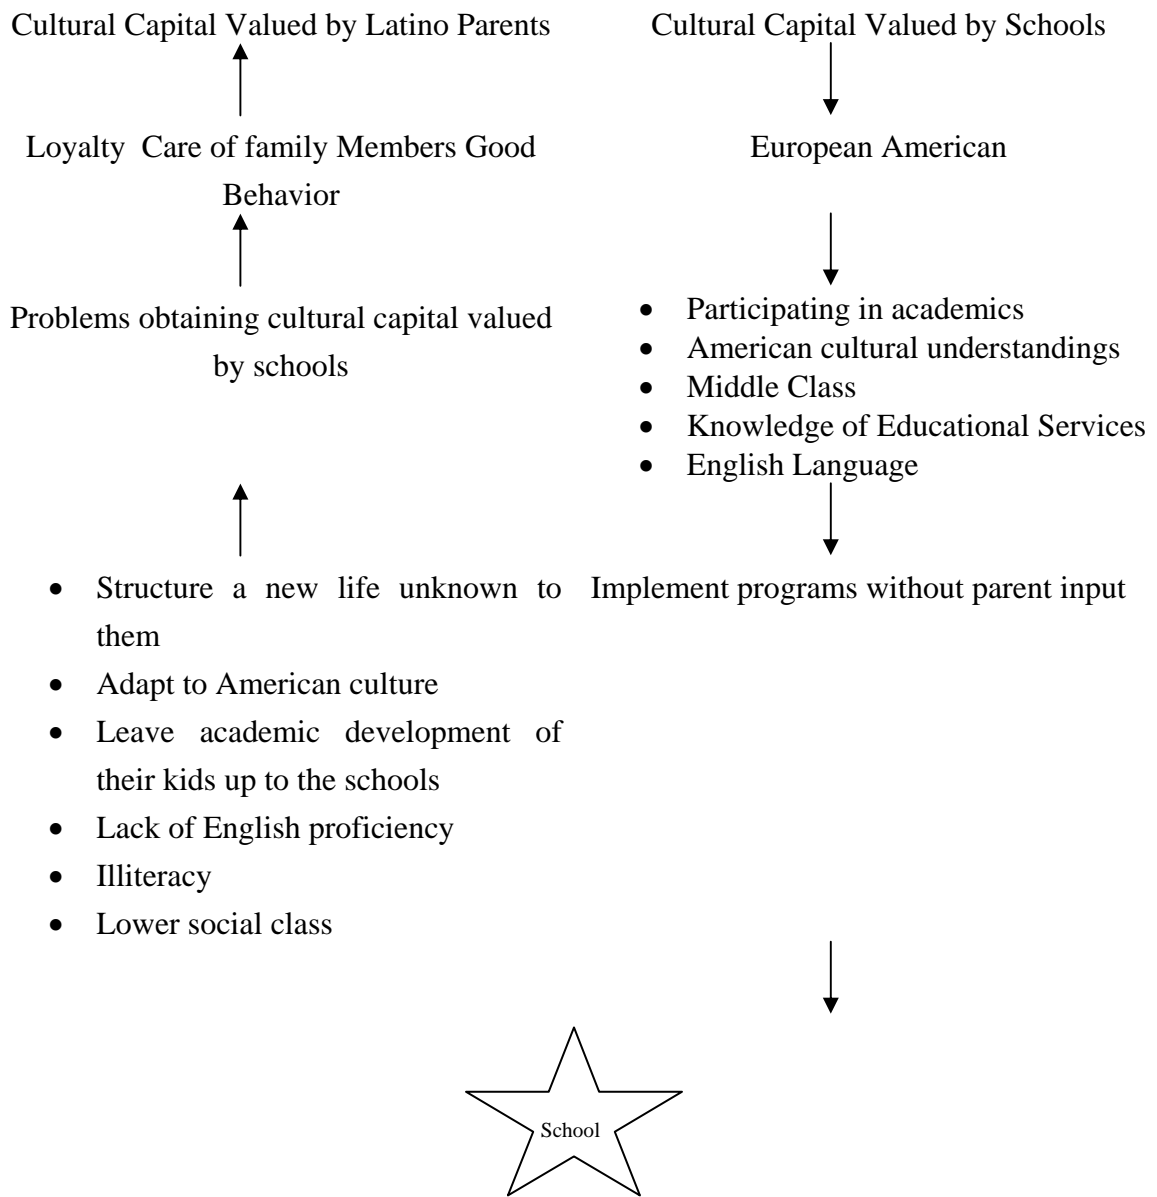 Cultural Capital Valued by Latino Parents
Loyalty  Care of family Members Good
Behavior
Problems obtaining cultural capital valued
by schools
• Structure a new life unknown to
them
• Adapt to American culture
• Leave academic development of
their kids up to the schools
• Lack of English proficiency
• Illiteracy
• Lower social class
Cultural Capital Valued by Schools
European American
• Participating in academics
• American cultural understandings
• Middle Class
• Knowledge of Educational Services
• English Language
Implement programs without parent input
School